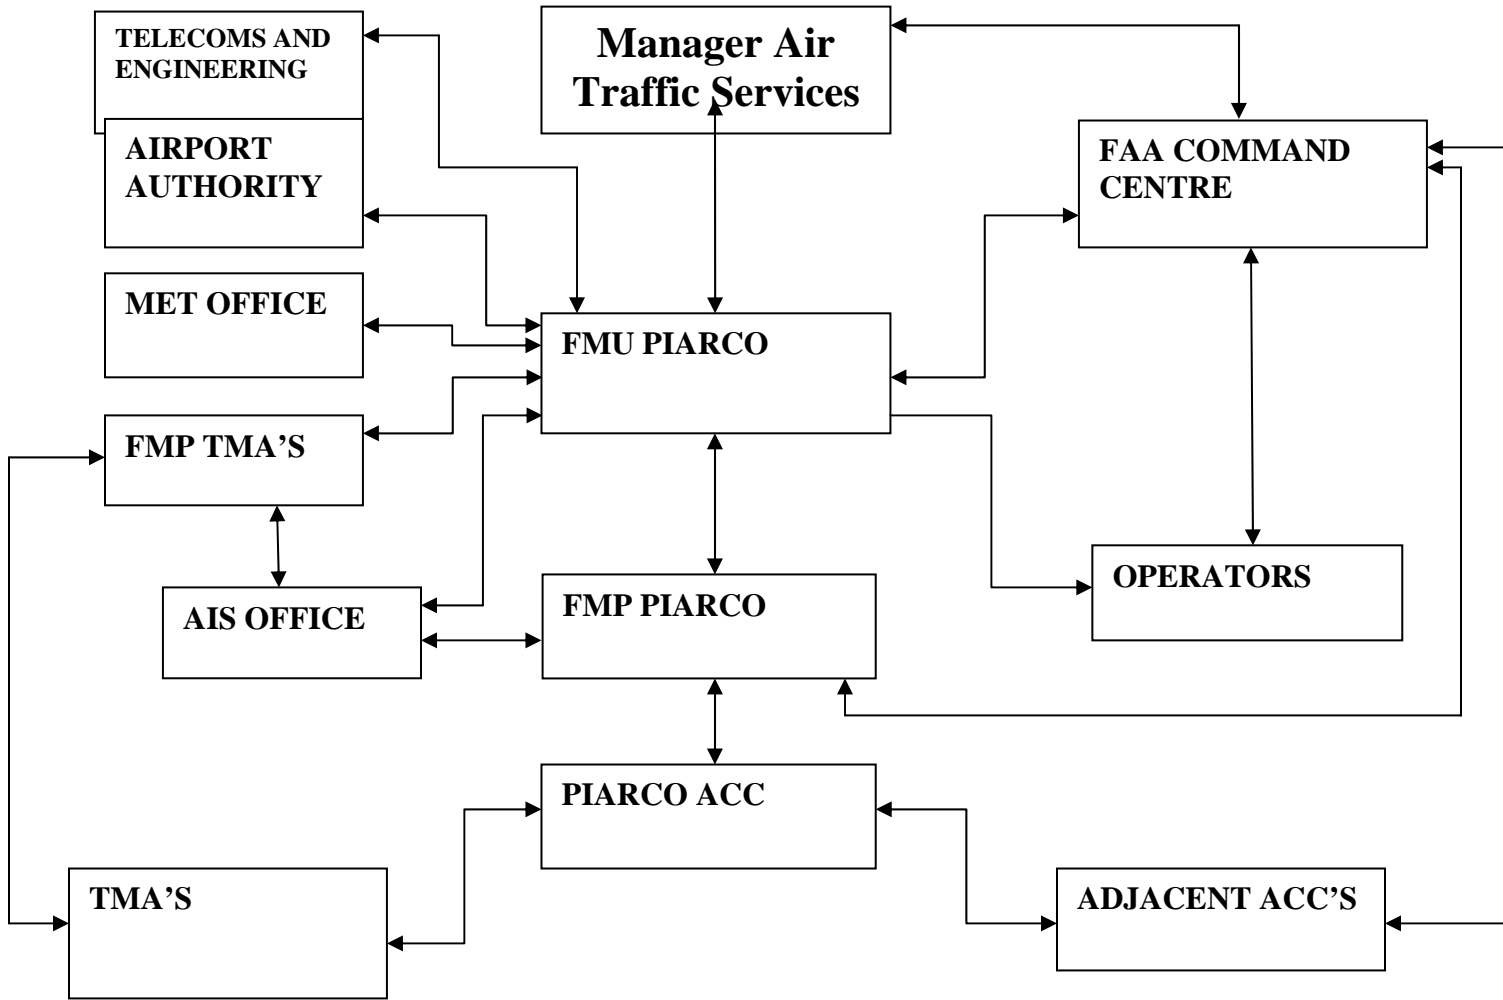 TELECOMS AND
ENGINEERING
Manager Air
Traffic Services
AIRPORT
AUTHORITY
FAA COMMAND
CENTRE
MET OFFICE
FMU PIARCO
FMP TMA’S
AIS OFFICE
FMP PIARCO
OPERATORS
PIARCO ACC
TMA’S
ADJACENT ACC’S